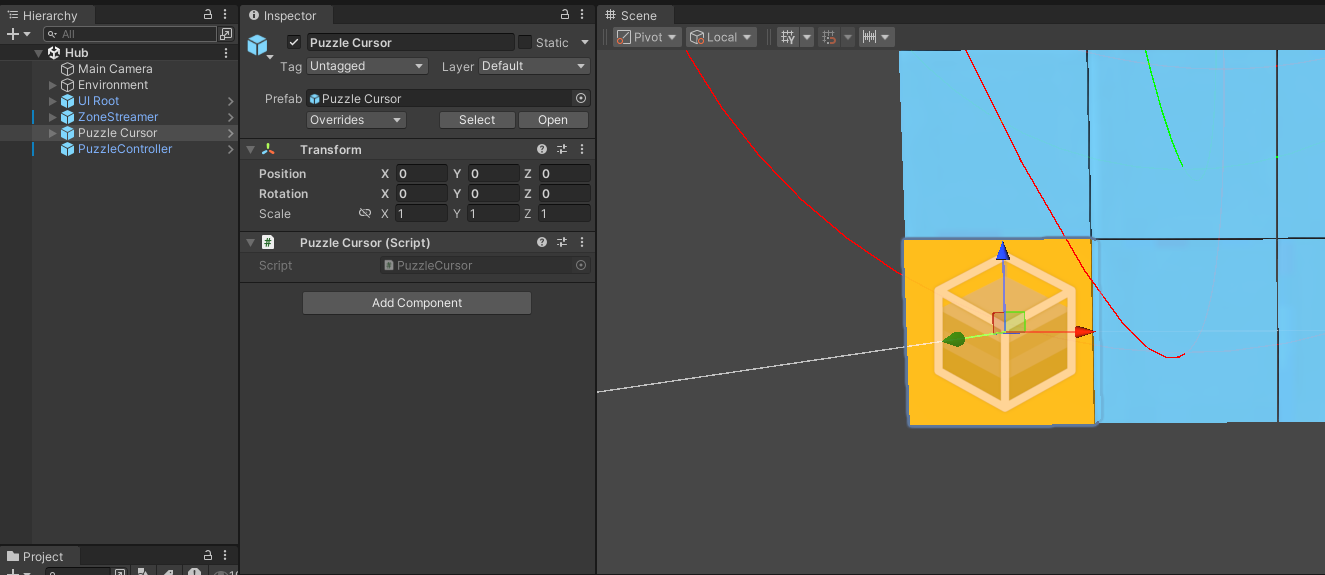 Hierarchy
All
Hub
Main Camera
Environment
UI Root
ZoneStreamer
Puzzle Cursor
PuzzleController
Project
Inspector
Puzzle Cursor
Static
Tag Untagged
Layer Default
Prefab Puzzle Cursor
Overrides
Select
Open
Transform
Position X 0 Y 0 Z 0
Rotation X 0 Y 0 Z 0
Scale X 1 Y 1 Z 1
Puzzle Cursor (Script)
Script PuzzleCursor
Add Component
Scene
Pivot
Local